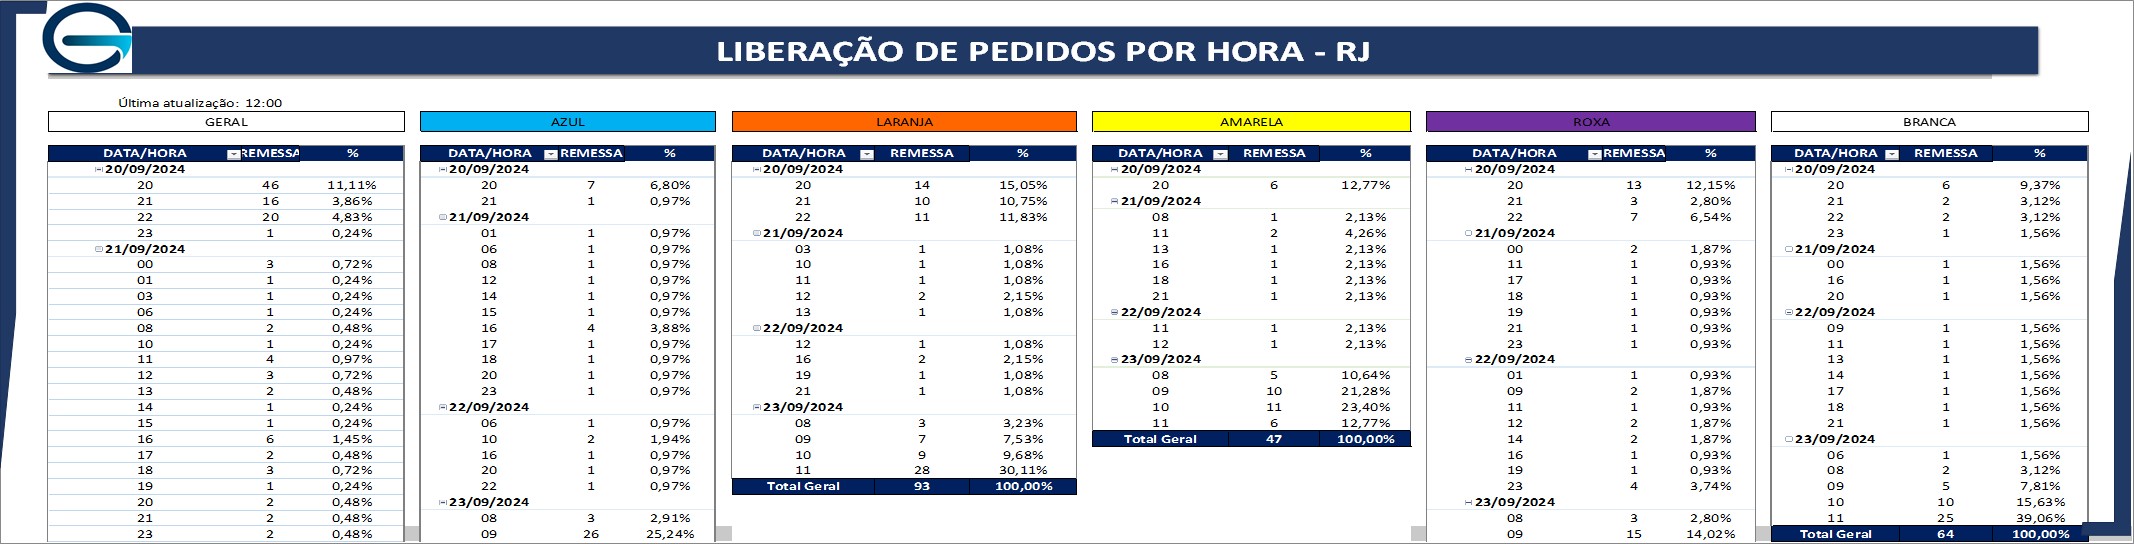 LIBERAÇÃO DE PEDIDOS POR HORA - RJ
Última atualização: 12:00
GERAL
DATA/HORA REMESSA %
20/09/2024
20 46 11,11%
21 16 3,86%
22 20 4,83%
23 1 0,24%
21/09/2024
00 3 0,72%
01 1 0,24%
03 1 0,24%
06 1 0,24%
08 2 0,48%
10 1 0,24%
11 4 0,97%
12 3 0,72%
13 2 0,48%
14 1 0,24%
15 1 0,24%
16 6 1,45%
17 2 0,48%
18 3 0,72%
19 1 0,24%
20 2 0,48%
21 2 0,48%
23 2 0,48%
AZUL
DATA/HORA REMESSA %
20/09/2024
20 7 6,80%
21 1 0,97%
21/09/2024
01 1 0,97%
06 1 0,97%
08 1 0,97%
12 1 0,97%
14 1 0,97%
15 1 0,97%
16 4 3,88%
17 1 0,97%
18 1 0,97%
20 1 0,97%
23 1 0,97%
22/09/2024
06 1 0,97%
10 2 1,94%
16 1 0,97%
20 1 0,97%
22 1 0,97%
23/09/2024
08 3 2,91%
09 26 25,24%
LARANJA
DATA/HORA REMESSA %
20/09/2024
20 14 15,05%
21 10 10,75%
22 11 11,83%
21/09/2024
03 1 1,08%
10 1 1,08%
11 1 1,08%
12 2 2,15%
13 1 1,08%
22/09/2024
12 1 1,08%
16 2 2,15%
19 1 1,08%
21 1 1,08%
23/09/2024
08 3 3,23%
09 7 7,53%
10 9 9,68%
11 28 30,11%
Total Geral 93 100,00%
AMARELA
DATA/HORA REMESSA %
20/09/2024
20 6 12,77%
21/09/2024
08 1 2,13%
11 2 4,26%
13 1 2,13%
16 1 2,13%
18 1 2,13%
21 1 2,13%
22/09/2024
11 1 2,13%
12 1 2,13%
23/09/2024
08 5 10,64%
09 10 21,28%
10 11 23,40%
11 6 12,77%
Total Geral 47 100,00%
ROXA
DATA/HORA REMESSA %
20/09/2024
20 13 12,15%
21 3 2,80%
22 7 6,54%
21/09/2024
00 2 1,87%
11 1 0,93%
17 1 0,93%
18 1 0,93%
19 1 0,93%
21 1 0,93%
23 1 0,93%
22/09/2024
01 1 0,93%
09 2 1,87%
11 1 0,93%
12 2 1,87%
14 2 1,87%
16 1 0,93%
19 1 0,93%
23 4 3,74%
23/09/2024
08 3 2,80%
09 15 14,02%
BRANCA
DATA/HORA REMESSA %
20/09/2024
20 6 9,37%
21 2 3,12%
22 2 3,12%
23 1 1,56%
21/09/2024
00 1 1,56%
16 1 1,56%
20 1 1,56%
22/09/2024
09 1 1,56%
11 1 1,56%
13 1 1,56%
14 1 1,56%
17 1 1,56%
18 1 1,56%
21 1 1,56%
23/09/2024
06 1 1,56%
08 2 3,12%
09 5 7,81%
10 10 15,63%
11 25 39,06%
Total Geral 64 100,00%